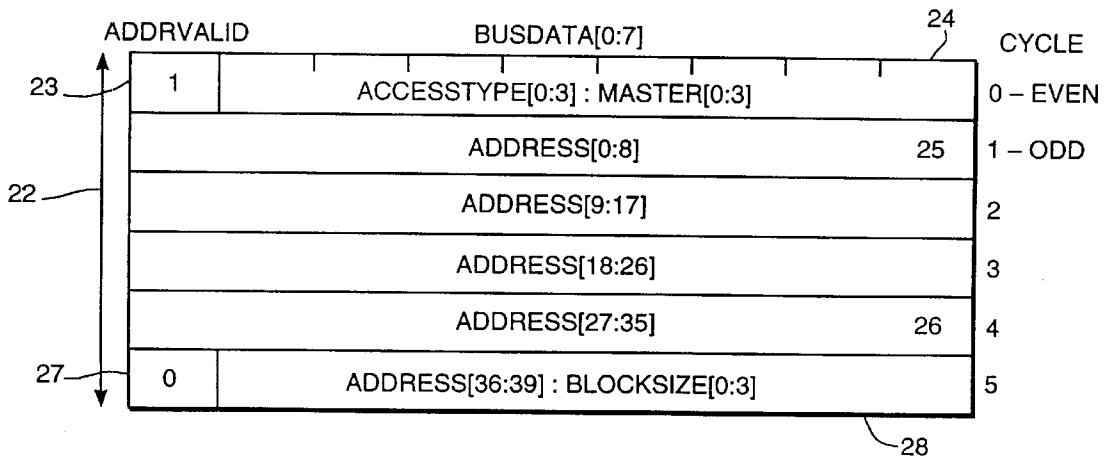 ADDRVALID BUSDATA[0:7] 24 CYCLE
23 1 ACCESSTYPE[0:3] : MASTER[0:3] 0 – EVEN
ADDRESS[0:8] 25 1 – ODD
22 ADDRESS[9:17] 2
ADDRESS[18:26] 3
ADDRESS[27:35] 26 4
27 0 ADDRESS[36:39] : BLOCKSIZE[0:3] 5
28